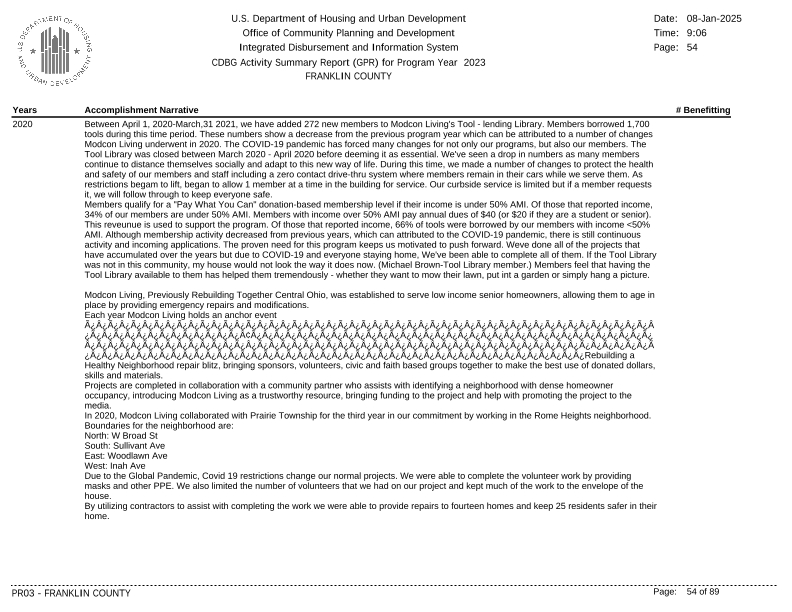 U.S. Department of Housing and Urban Development
Office of Community Planning and Development
Integrated Disbursement and Information System
CDBG Activity Summary Report (GPR) for Program Year 2023
FRANKLIN COUNTY
Date: 08-Jan-2025
Time: 9:06
Page: 54
U.S. DEPARTMENT OF HOUSING AND URBAN DEVELOPMENT
Years Accomplishment Narrative # Benefitting
2020 Between April 1, 2020-March,31 2021, we have added 272 new members to Modcon Living's Tool - lending Library. Members borrowed 1,700
tools during this time period. These numbers show a decrease from the previous program year which can be attributed to a number of changes
Modcon Living underwent in 2020. The COVID-19 pandemic has forced many changes for not only our programs, but also our members. The
Tool Library was closed between March 2020 - April 2020 before deeming it as essential. We've seen a drop in numbers as many members
continue to distance themselves socially and adapt to this new way of life. During this time, we made a number of changes to protect the health
and safety of our members and staff including a zero contact drive-thru system where members remain in their cars while we serve them. As
restrictions begam to lift, began to allow 1 member at a time in the building for service. Our curbside service is limited but if a member requests
it, we will follow through to keep everyone safe.
Members qualify for a "Pay What You Can" donation-based membership level if their income is under 50% AMI. Of those that reported income,
34% of our members are under 50% AMI. Members with income over 50% AMI pay annual dues of $40 (or $20 if they are a student or senior).
This reveunue is used to support the program. Of those that reported income, 66% of tools were borrowed by our members with income <50%
AMI. Although membership activity decreased from previous years, which can attributed to the COVID-19 pandemic, there is still continuous
activity and incoming applications. The proven need for this program keeps us motivated to push forward. Weve done all of the projects that
have accumulated over the years but due to COVID-19 and everyone staying home, We've been able to complete all of them. If the Tool Library
was not in this community, my house would not look the way it does now. (Michael Brown-Tool Library member.) Members feel that having the
Tool Library available to them has helped them tremendously - whether they want to mow their lawn, put int a garden or simply hang a picture.
Modcon Living, Previously Rebuilding Together Central Ohio, was established to serve low income senior homeowners, allowing them to age in
place by providing emergency repairs and modifications.
Each year Modcon Living holds an anchor event
Rebuilding a
Healthy Neighborhood repair blitz, bringing sponsors, volunteers, civic and faith based groups together to make the best use of donated dollars,
skills and materials.
Projects are completed in collaboration with a community partner who assists with identifying a neighborhood with dense homeowner
occupancy, introducing Modcon Living as a trustworthy resource, bringing funding to the project and help with promoting the project to the
media.
In 2020, Modcon Living collaborated with Prairie Township for the third year in our commitment by working in the Rome Heights neighborhood.
Boundaries for the neighborhood are:
North: W Broad St
South: Sullivant Ave
East: Woodlawn Ave
West: Inah Ave
Due to the Global Pandemic, Covid 19 restrictions change our normal projects. We were able to complete the volunteer work by providing
masks and other PPE. We also limited the number of volunteers that we had on our project and kept much of the work to the envelope of the
house.
By utilizing contractors to assist with completing the work we were able to provide repairs to fourteen homes and keep 25 residents safer in their
home.
PR03 - FRANKLIN COUNTY Page: 54 of 89